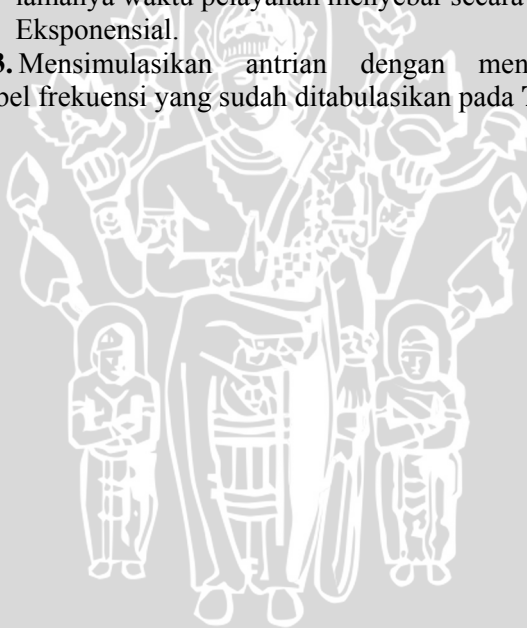 lamanya waktu pelayanan menyebar secara
Eksponensial.
3. Mensimulasikan antrian dengan men
bel frekuensi yang sudah ditabulasikan pada T